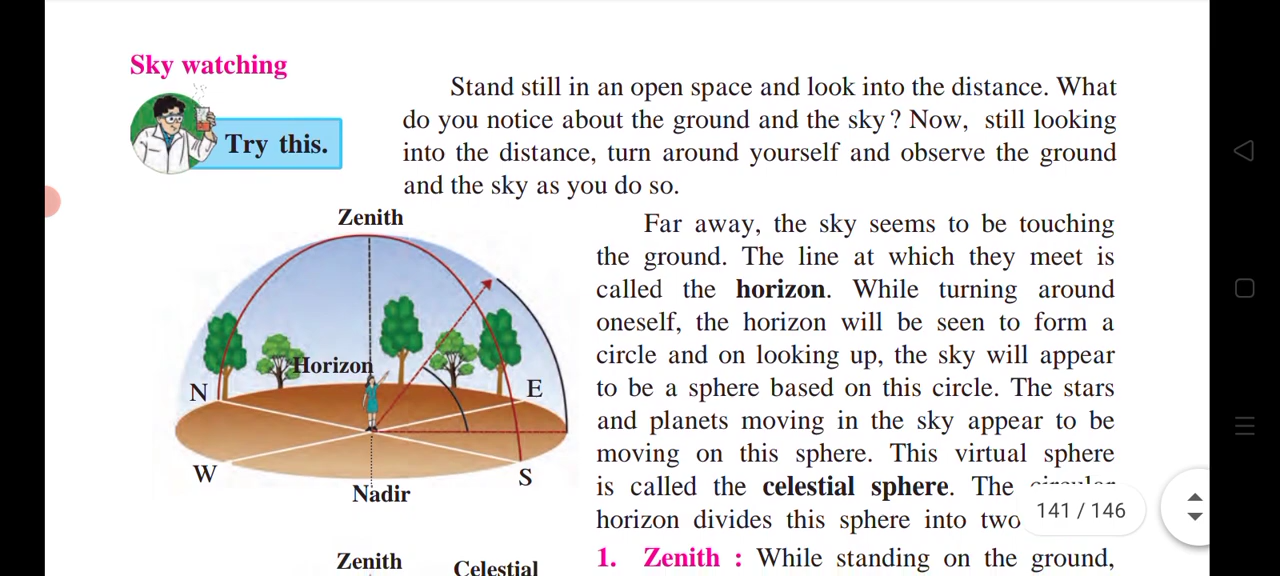 Sky watching
Try this.
Stand still in an open space and look into the distance. What
do you notice about the ground and the sky? Now, still looking
into the distance, turn around yourself and observe the ground
and the sky as you do so.
Zenith
Horizon
N
E
W
S
Nadir
Far away, the sky seems to be touching
the ground. The line at which they meet is
called the horizon. While turning around
oneself, the horizon will be seen to form a
circle and on looking up, the sky will appear
to be a sphere based on this circle. The stars
and planets moving in the sky appear to be
moving on this sphere. This virtual sphere
is called the celestial sphere. The
horizon divides this sphere into two
141 / 146
Zenith
Celestial
1. Zenith : While standing on the ground,